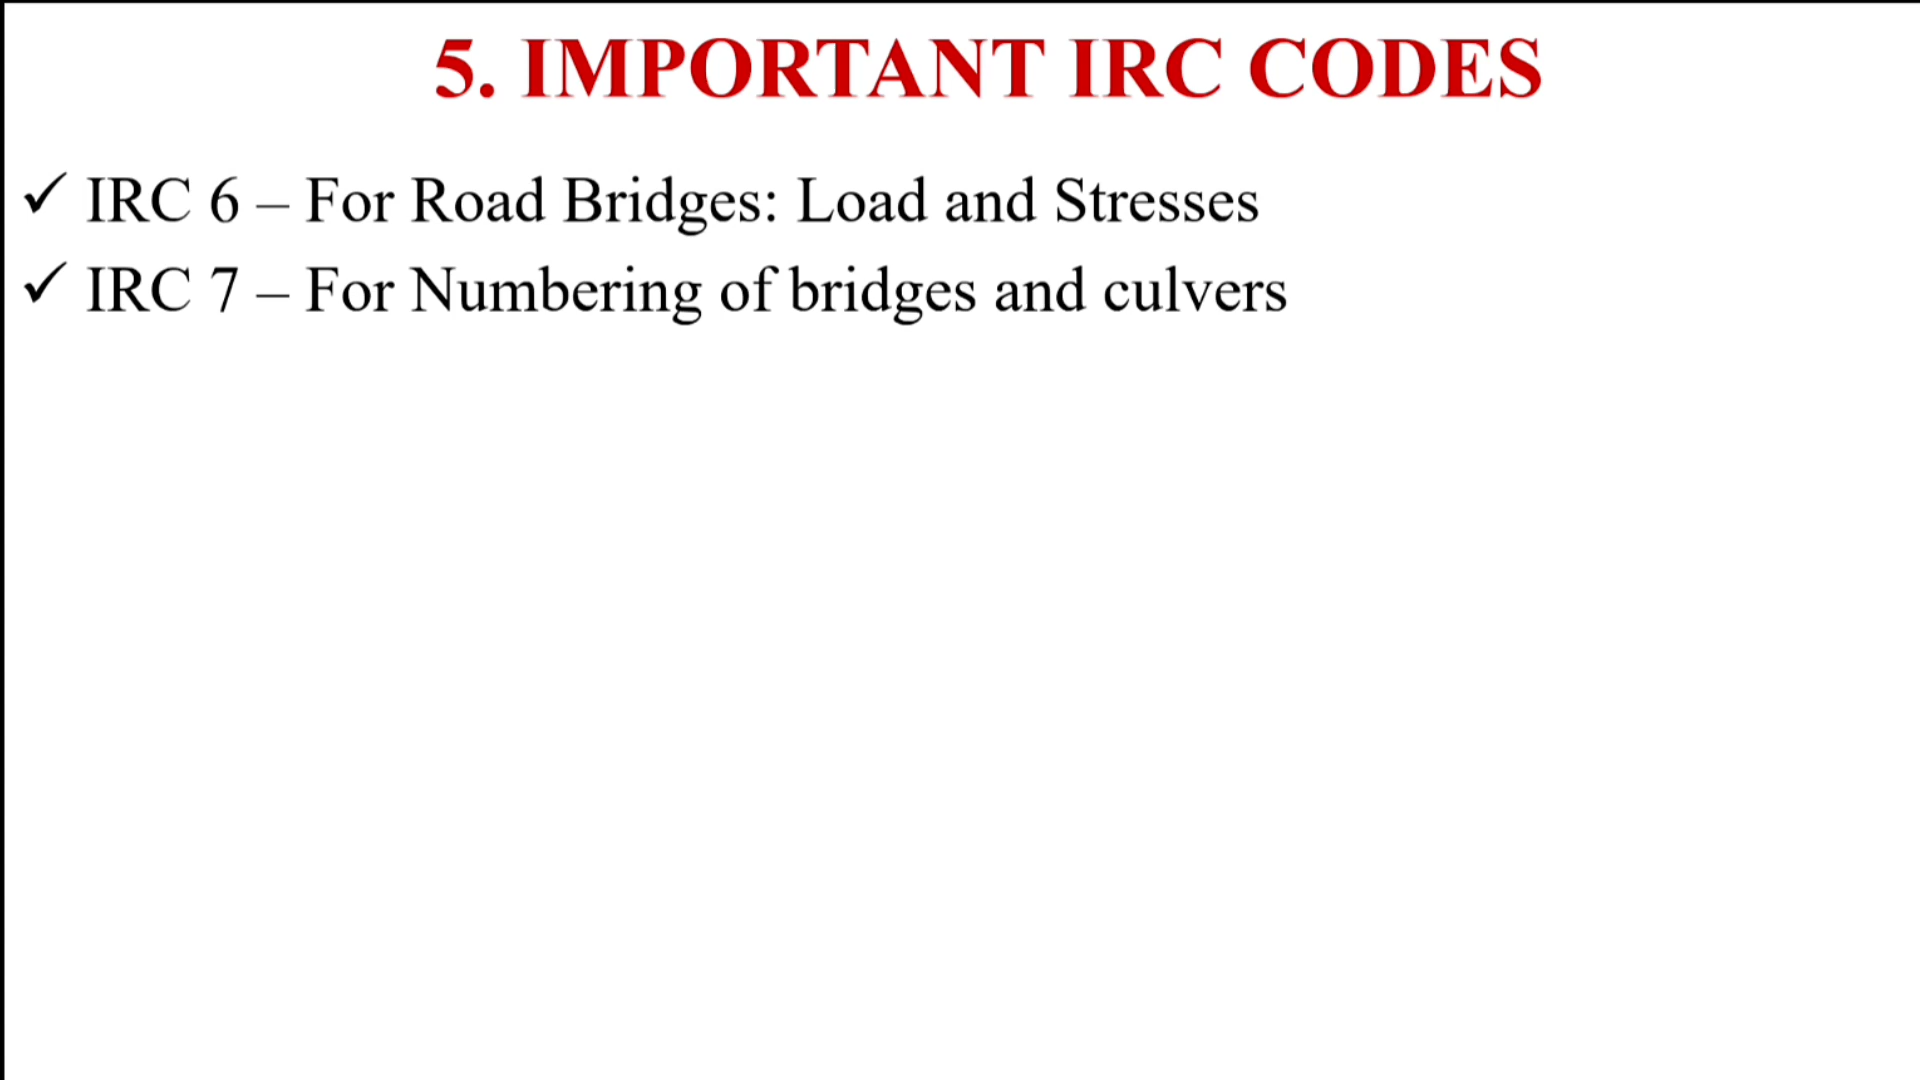 5. IMPORTANT IRC CODES
✓ IRC 6 – For Road Bridges: Load and Stresses
✓ IRC 7 – For Numbering of bridges and culvers